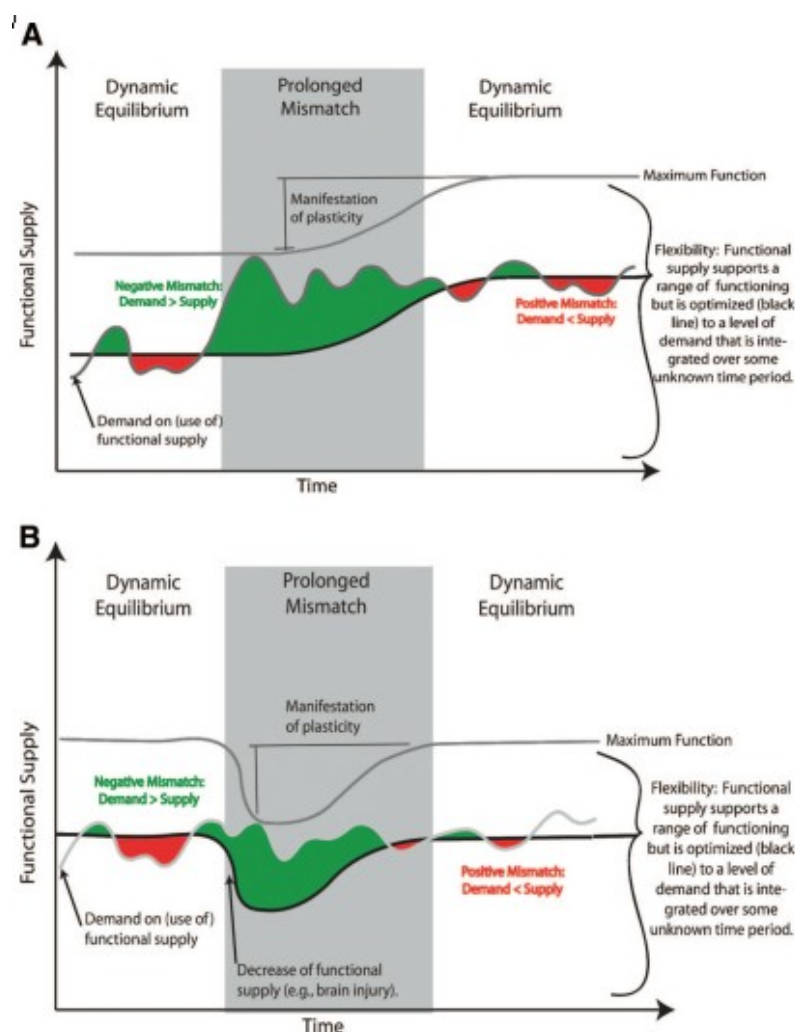 A
Dynamic
Equilibrium
Prolonged
Mismatch
Dynamic
Equilibrium
Maximum Function
Manifestation
of plasticity
Functional Supply
Negative Mismatch:
Demand > Supply
Positive Mismatch:
Demand < Supply
Flexibility: Functional
supply supports a
range of functioning
but is optimized (black
line) to a level of
demand that is inte-
grated over some
unknown time period.
Demand on (use of)
functional supply
Time
B
Dynamic
Equilibrium
Prolonged
Mismatch
Dynamic
Equilibrium
Manifestation
of plasticity
Maximum Function
Functional Supply
Negative Mismatch:
Demand > Supply
Positive Mismatch:
Demand < Supply
Flexibility: Functional
supply supports a
range of functioning
but is optimized (black
line) to a level of
demand that is inte-
grated over some
unknown time period.
Demand on (use of)
functional supply
Decrease of functional
supply (e.g., brain injury).
Time